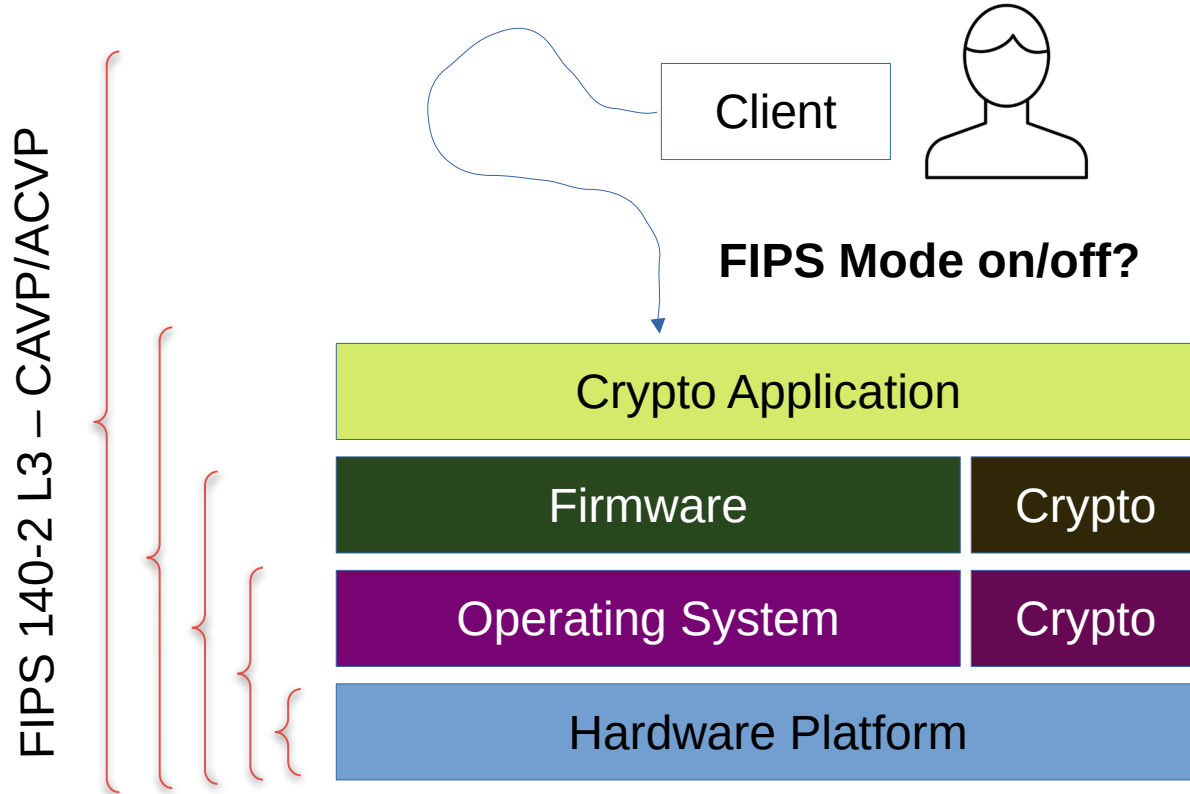 FIPS 140-2 L3 – CAVP/ACVP
Client
FIPS Mode on/off?
Crypto Application
Firmware
Crypto
Operating System
Crypto
Hardware Platform